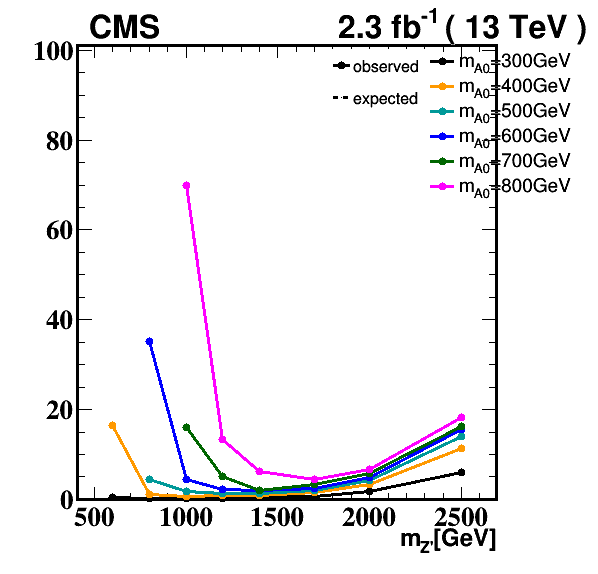 CMS 2.3 fb-1 ( 13 TeV )
100
80
60
40
20
0
observed
expected
mA0=300GeV
mA0=400GeV
mA0=500GeV
mA0=600GeV
mA0=700GeV
mA0=800GeV
500 1000 1500 2000 2500
mZ'[GeV]